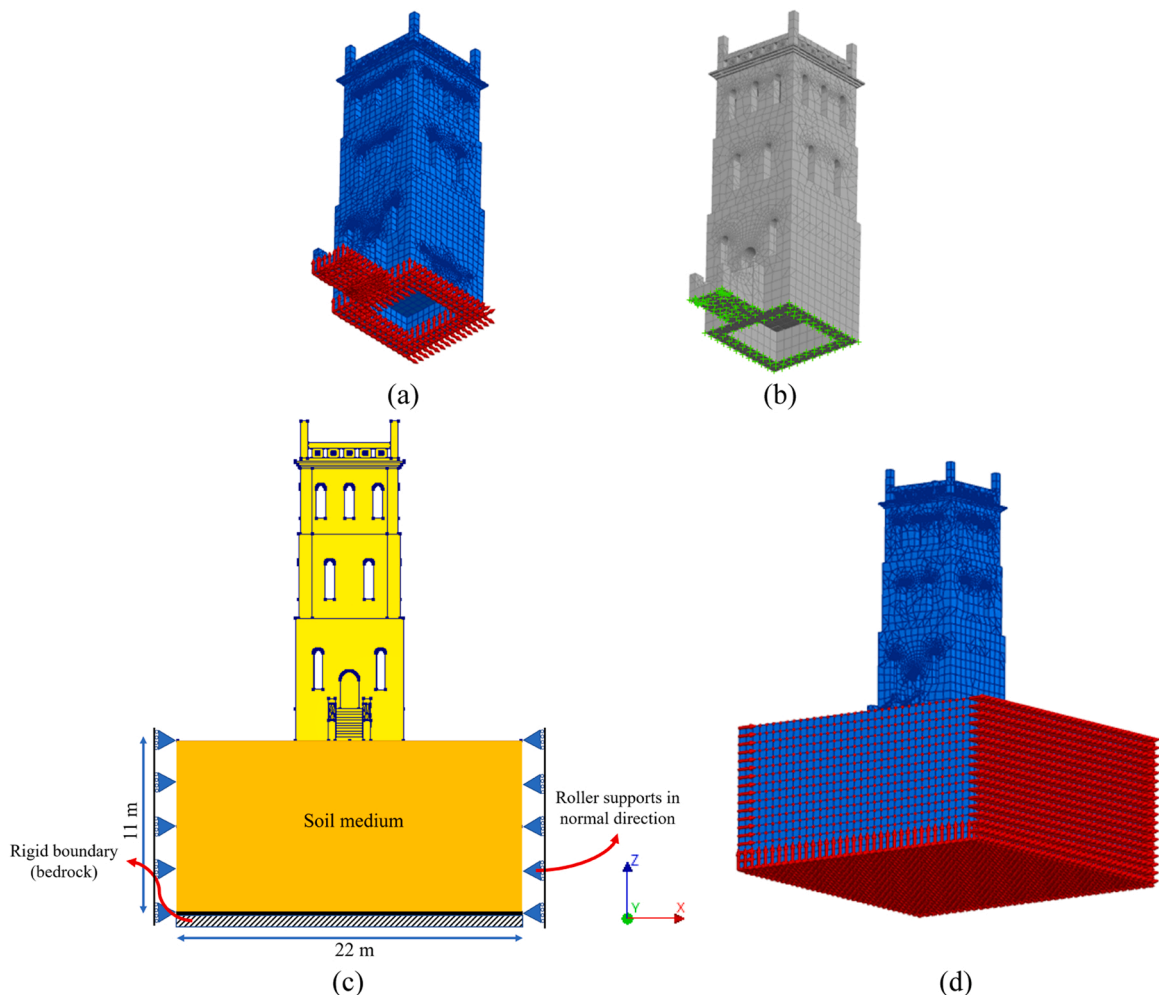 (a)
(b)
11 m
Soil medium
Roller supports in
normal direction
Rigid boundary
(bedrock)
Z
Y
X
22 m
(c)
(d)